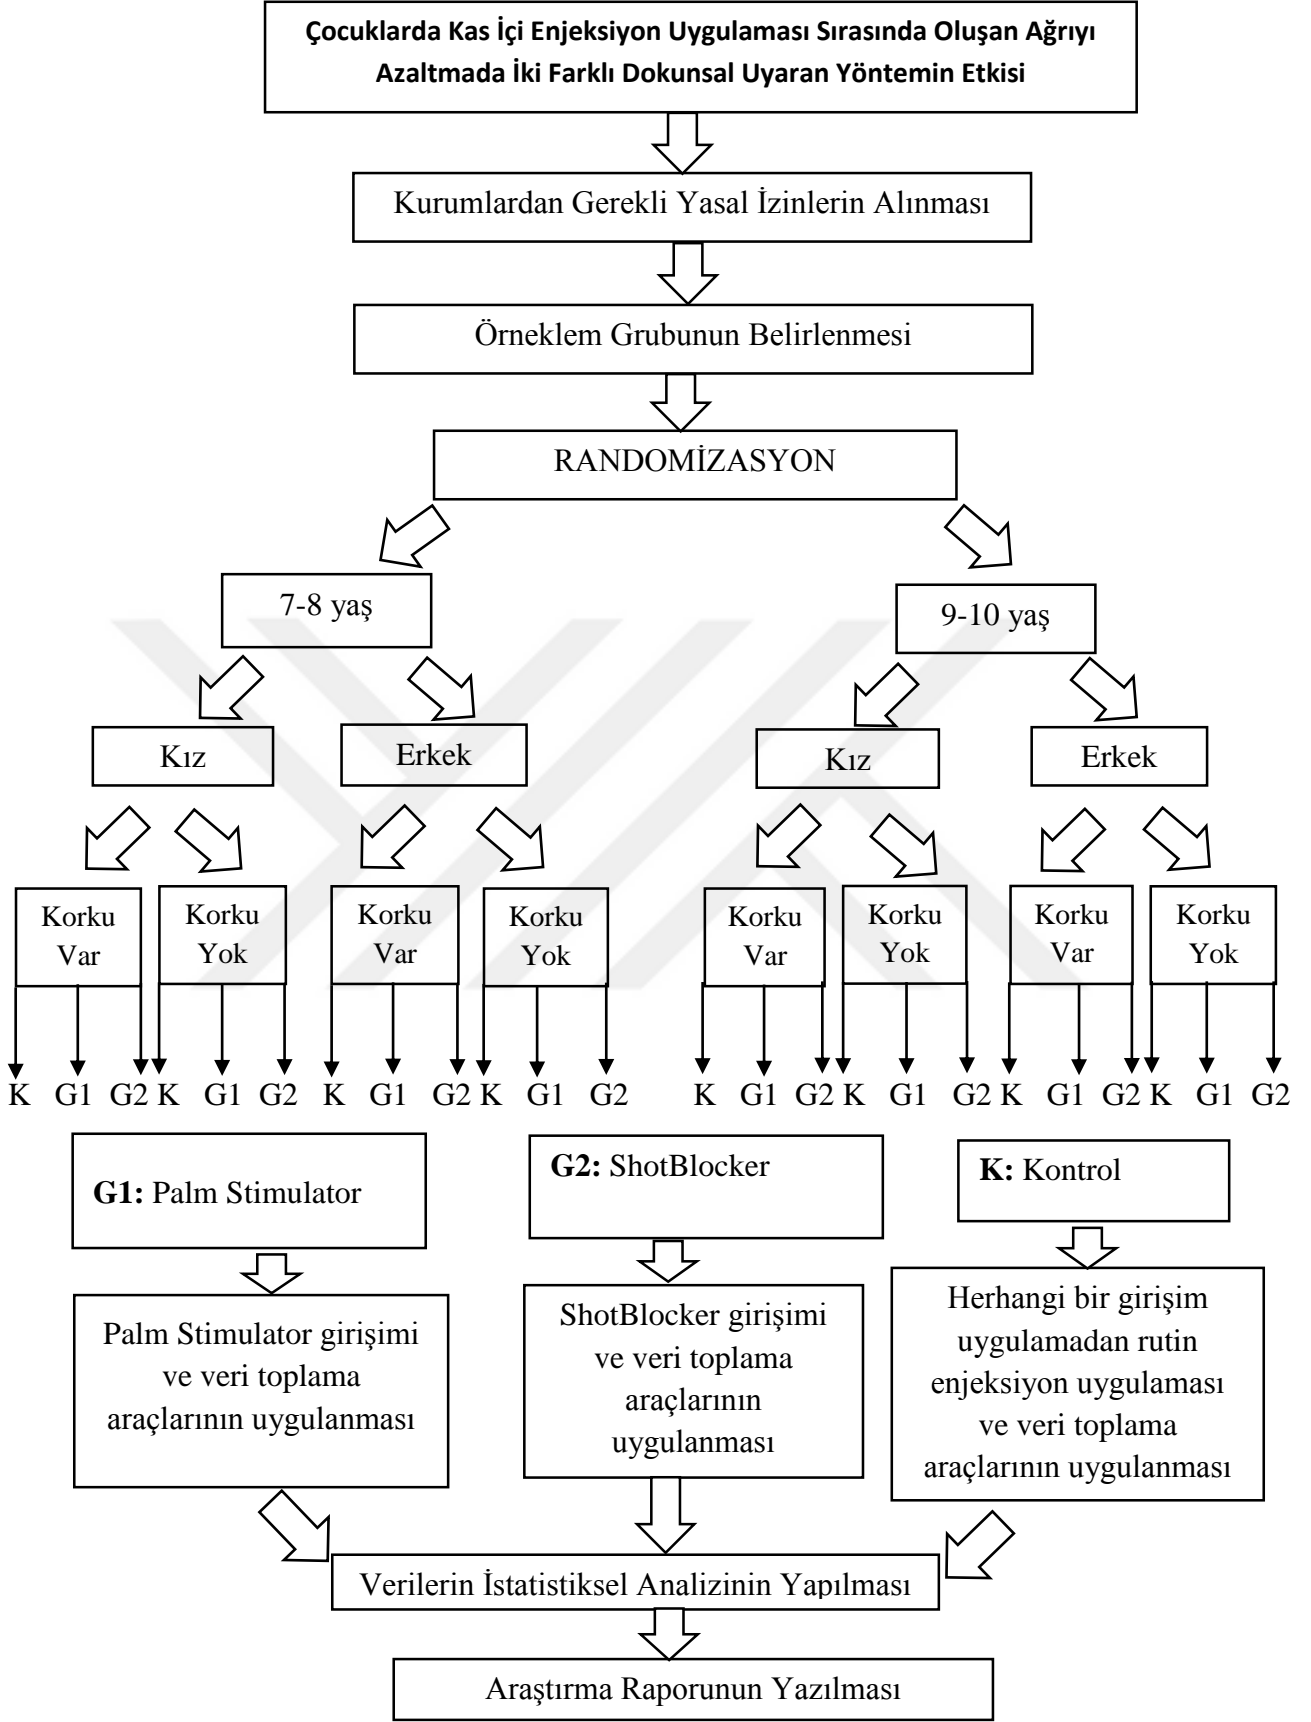 Çocuklarda Kas İçi Enjeksiyon Uygulaması Sırasında Oluşan Ağrıyı
Azaltmada İki Farklı Dokunsal Uyaran Yöntemin Etkisi
Kurumlardan Gerekli Yasal İzinlerin Alınması
Örneklem Grubunun Belirlenmesi
RANDOMİZASYON
7-8 yaş
9-10 yaş
Kız
Erkek
Kız
Erkek
Korku
Var
Korku
Yok
Korku
Var
Korku
Yok
Korku
Var
Korku
Yok
Korku
Var
Korku
Yok
K G1 G2 K G1 G2 K G1 G2 K G1 G2 K G1 G2 K G1 G2 K G1 G2 K G1 G2
G1: Palm Stimulator
G2: ShotBlocker
K: Kontrol
Palm Stimulator girişimi
ve veri toplama
araçlarının uygulanması
ShotBlocker girişimi
ve veri toplama
araçlarının
uygulanması
Herhangi bir girişim
uygulamadan rutin
enjeksiyon uygulaması
ve veri toplama
araçlarının uygulanması
Verilerin İstatistiksel Analizinin Yapılması
Araştırma Raporunun Yazılması